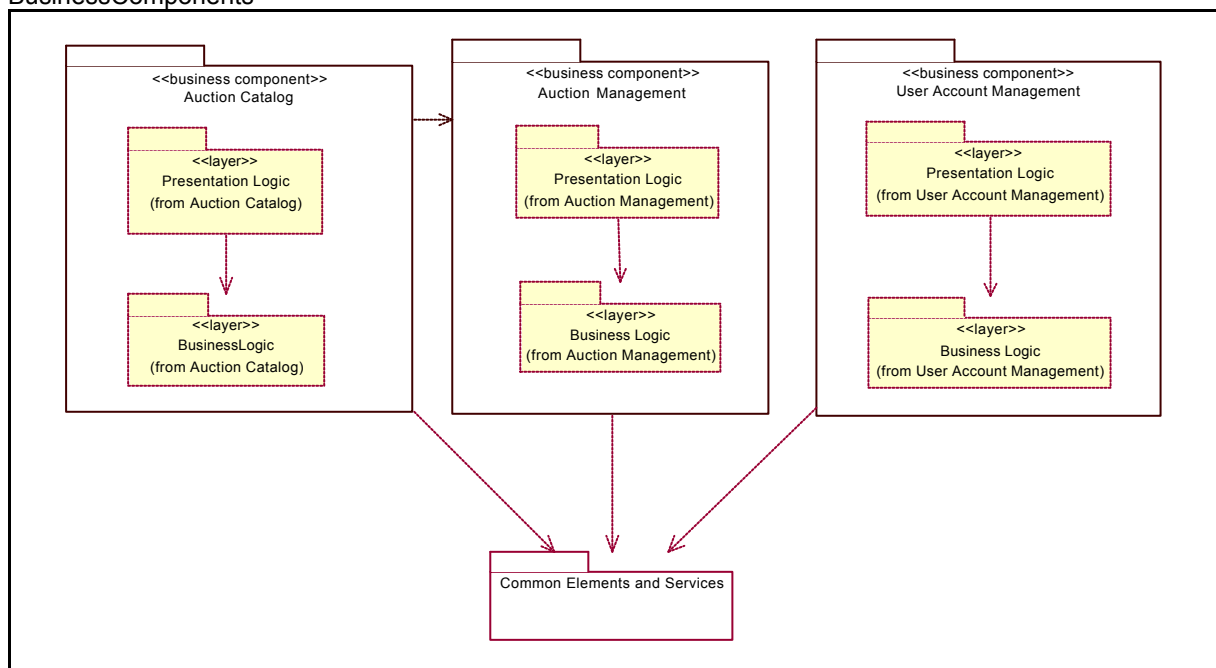 BusinessComponents
<<business component>>
Auction Catalog
<<layer>>
Presentation Logic
(from Auction Catalog)
<<layer>>
BusinessLogic
(from Auction Catalog)
<<business component>>
Auction Management
<<layer>>
Presentation Logic
(from Auction Management)
<<layer>>
Business Logic
(from Auction Management)
<<business component>>
User Account Management
<<layer>>
Presentation Logic
(from User Account Management)
<<layer>>
Business Logic
(from User Account Management)
Common Elements and Services